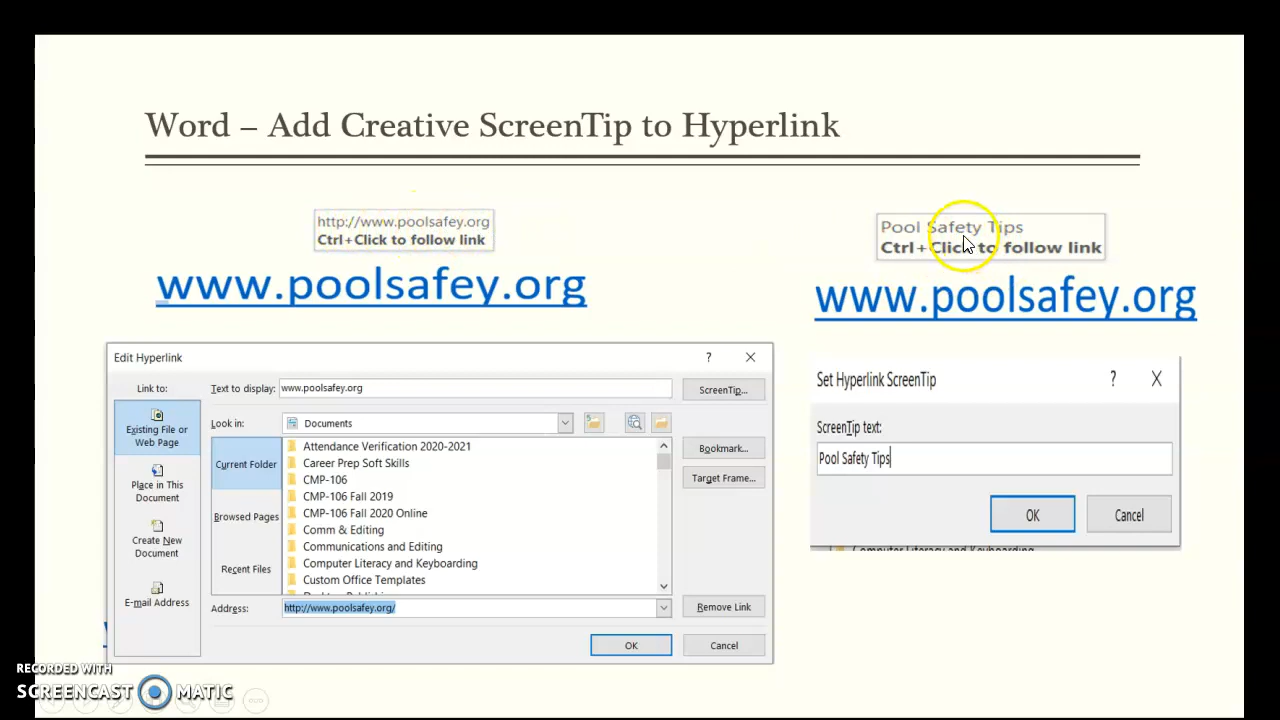 Word – Add Creative ScreenTip to Hyperlink
http://www.poolsafey.org
Ctrl+Click to follow link
www.poolsafey.org
Pool Safety Tips
Ctrl+Click to follow link
www.poolsafey.org
Edit Hyperlink ?
Link to:
Text to display: www.poolsafey.org
ScreenTip...
Existing File or
Web Page
Place in This
Document
Create New
Document
E-mail Address
Look in: Documents
Current Folder
Browsed Pages
Recent Files
Attendance Verification 2020-2021
Career Prep Soft Skills
CMP-106
CMP-106 Fall 2019
CMP-106 Fall 2020 Online
Comm & Editing
Communications and Editing
Computer Literacy and Keyboarding
Custom Office Templates
Bookmark...
Target Frame...
Address: http://www.poolsafey.org/
Remove Link
OK
Cancel
Set Hyperlink ScreenTip ?
ScreenTip text:
Pool Safety Tips
OK
Cancel
Computer Literacy and Keyboarding
RECORDED WITH
SCREENCAST MATIC